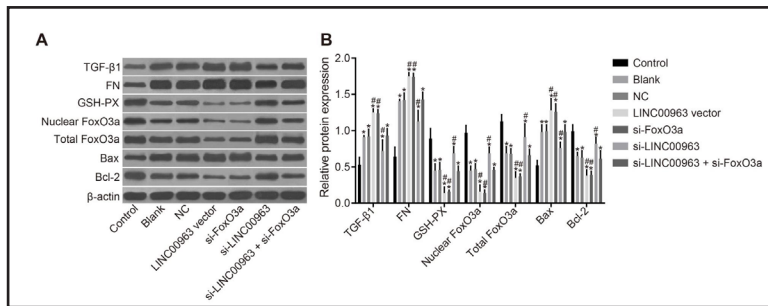 A
TGF-β1
FN
GSH-PX
Nuclear FoxO3a
Total FoxO3a
Bax
Bcl-2
β-actin
Control
Blank
NC
LINC00963 vector
si-FoxO3a
si-LINC00963
si-LINC00963 + si-FoxO3a
B
Relative protein expression
2.0
1.5
1.0
0.5
0.0
TGF-β1
FN
GSH-PX
Nuclear FoxO3a
Total FoxO3a
Bax
Bcl-2
Control
Blank
NC
LINC00963 vector
si-FoxO3a
si-LINC00963
si-LINC00963 + si-FoxO3a